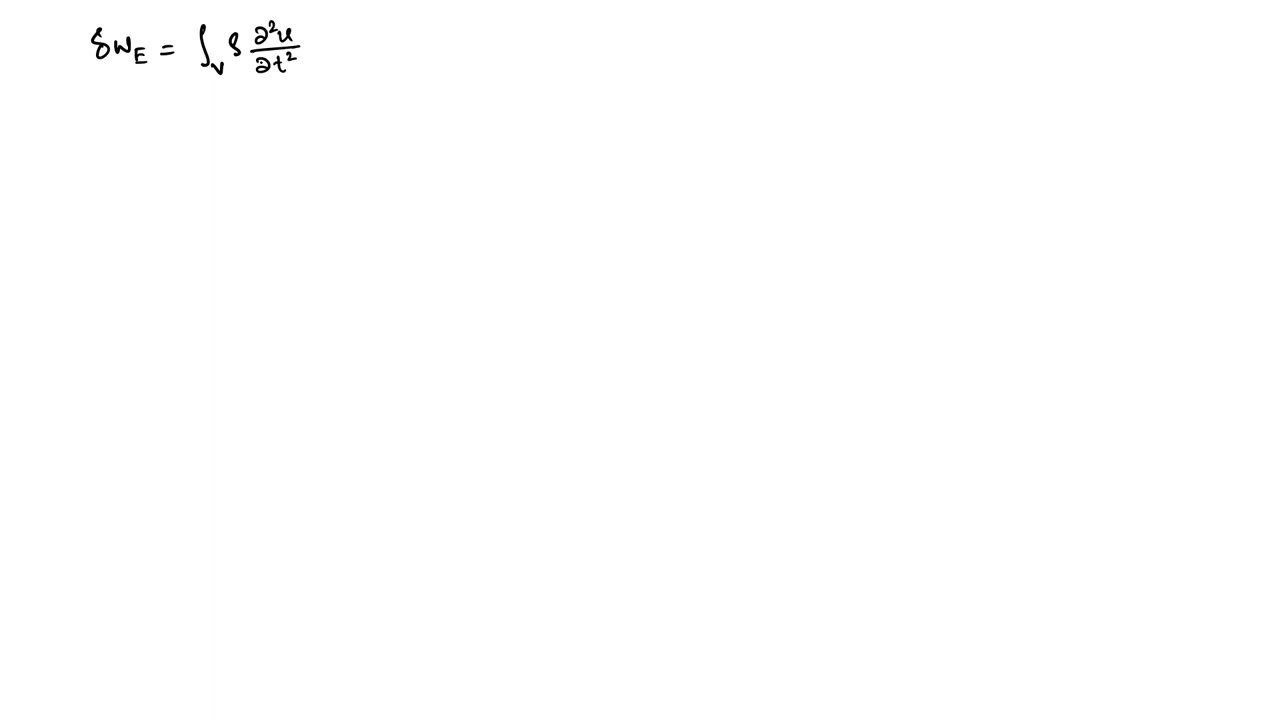 δW_E = ∫_V ρ ∂²u/∂t²